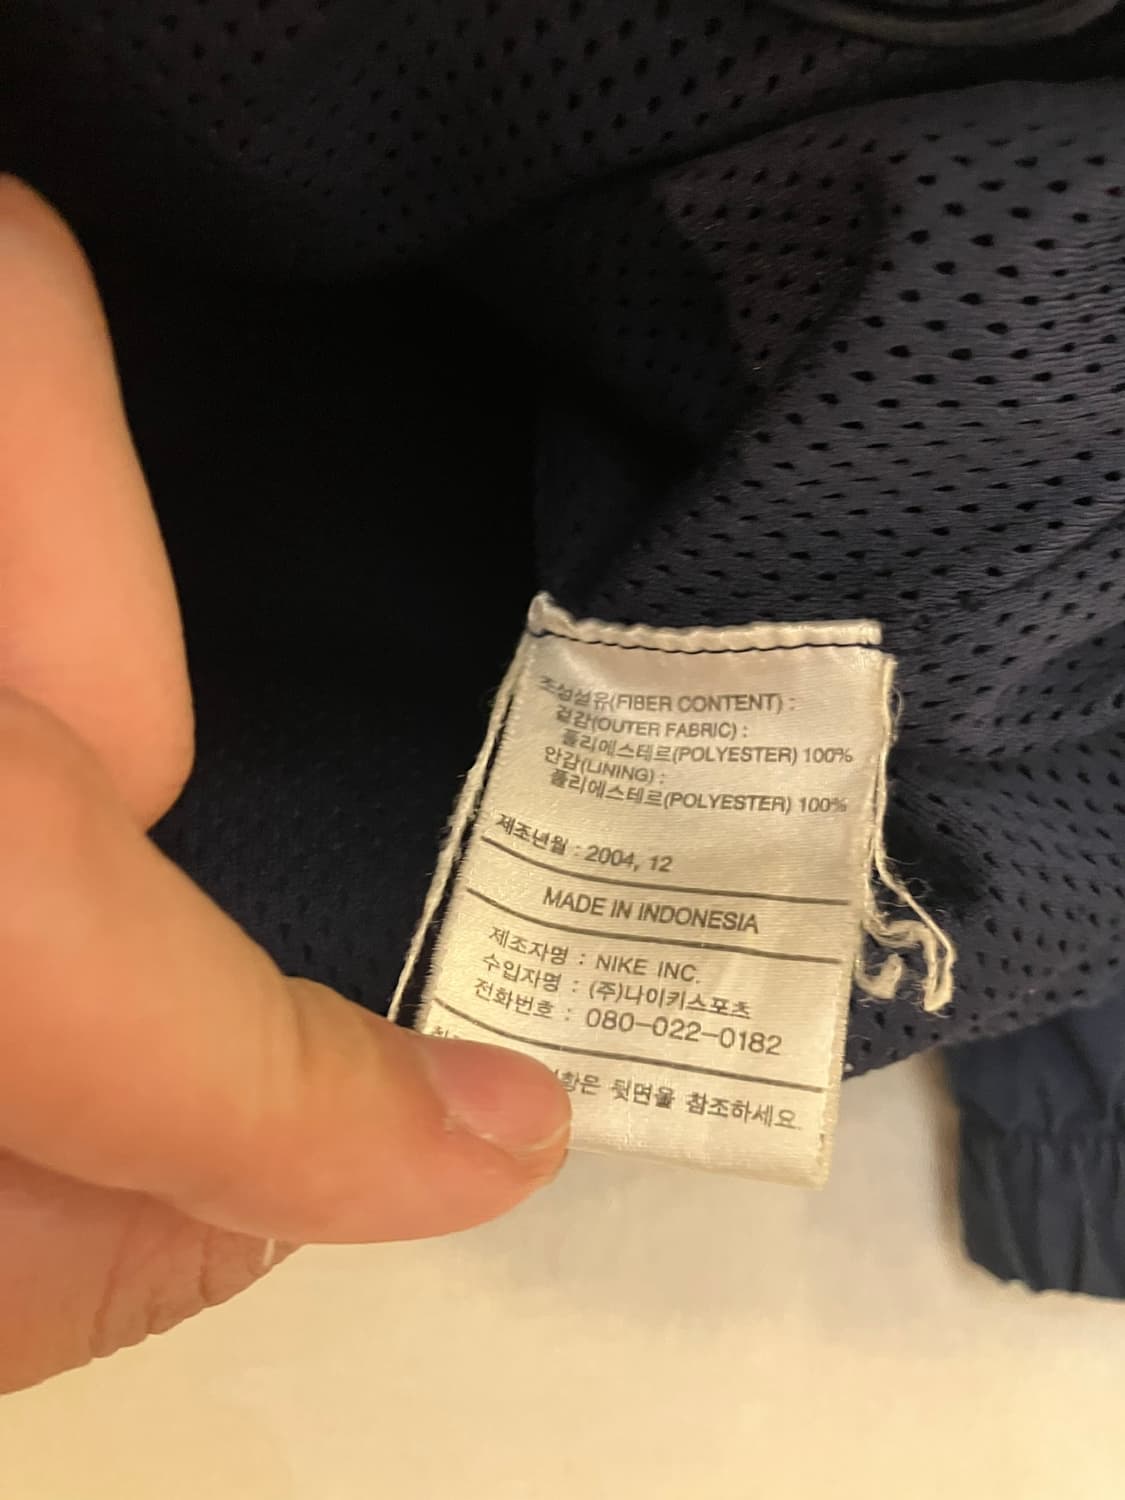 조성섬유(FIBER CONTENT) :
겉감(OUTER FABRIC) :
폴리에스테르(POLYESTER) 100%
안감(LINING) :
폴리에스테르(POLYESTER) 100%
제조년월 : 2004, 12
MADE IN INDONESIA
제조자명 : NIKE INC.
수입자명 : (주)나이키스포츠
전화번호 : 080-022-0182
뒷면을 참조하세요.